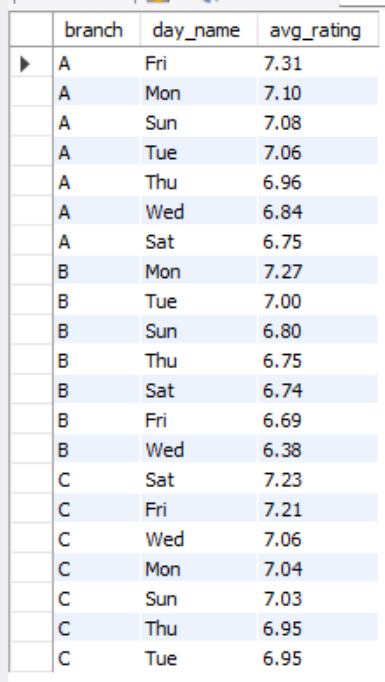 branch day_name avg_rating
A Fri 7.31
A Mon 7.10
A Sun 7.08
A Tue 7.06
A Thu 6.96
A Wed 6.84
A Sat 6.75
B Mon 7.27
B Tue 7.00
B Sun 6.80
B Thu 6.75
B Sat 6.74
B Fri 6.69
B Wed 6.38
C Sat 7.23
C Fri 7.21
C Wed 7.06
C Mon 7.04
C Sun 7.03
C Thu 6.95
C Tue 6.95